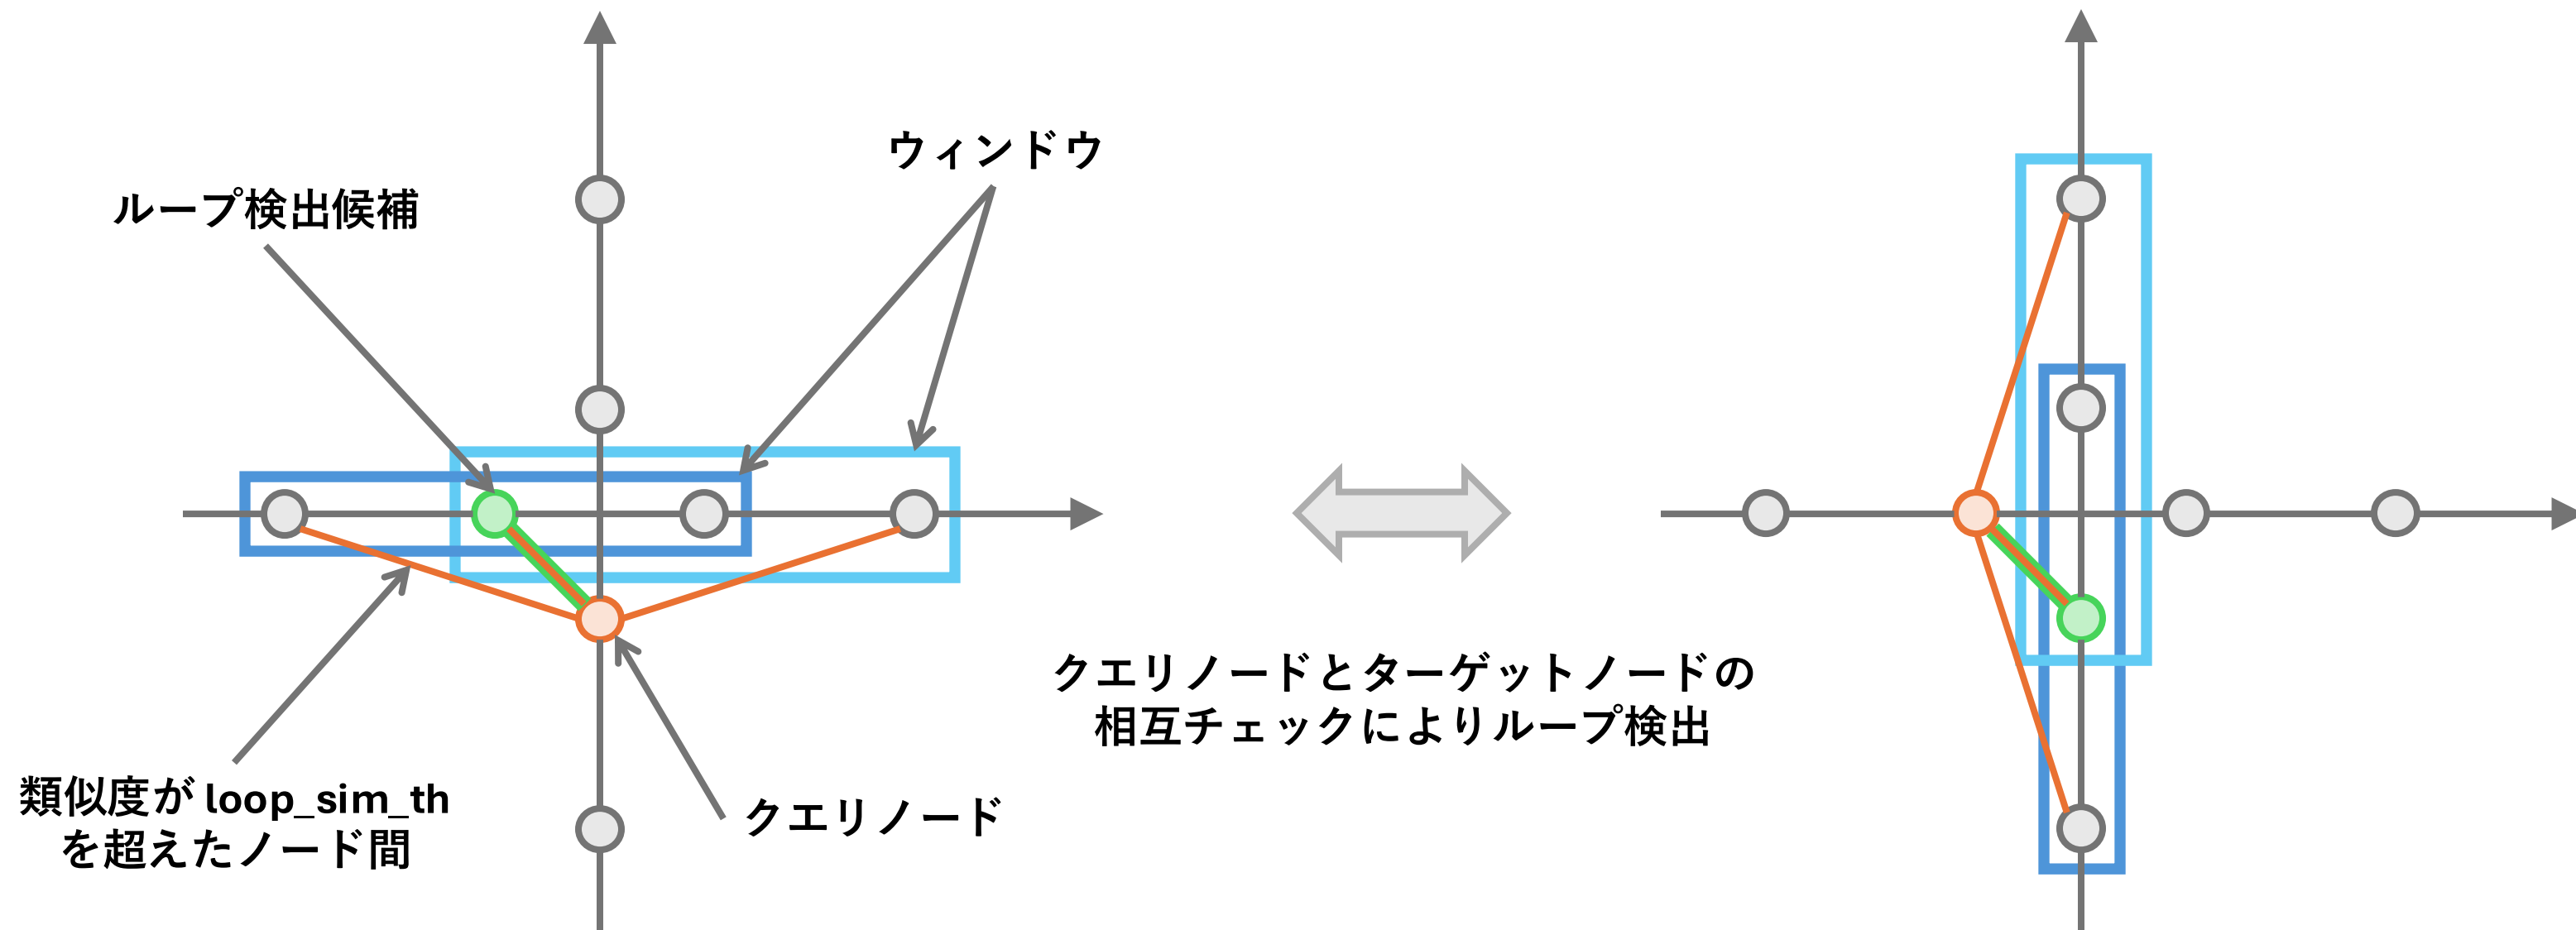 ウィンドウ
ループ検出候補
クエリノードとターゲットノードの
相互チェックによりループ検出
類似度が loop_sim_th
を超えたノード間
クエリノード